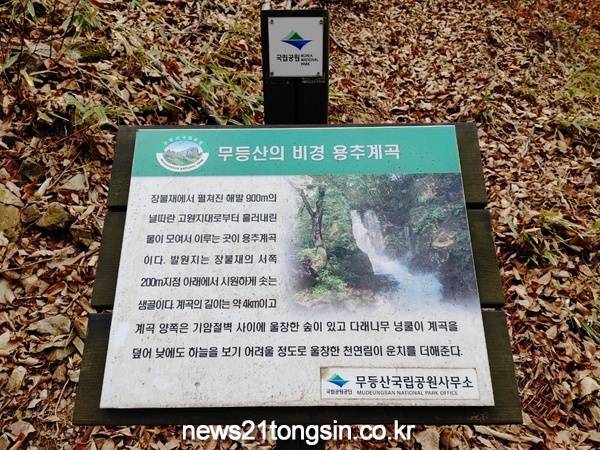 국립공원 KOREA NATIONAL PARK
무등산의 비경 용추계곡
장불재에서 펼쳐진 해발 900m의
널따란 고원지대로부터 흘러내린
물이 모여서 이루는 곳이 용추계곡
이다. 발원지는 장불재의 서쪽
200m지점 아래에서 시원하게 솟는
샘골이다. 계곡의 길이는 약 4km이고
계곡 양쪽은 기암절벽 사이에 울창한 숲이 있고 다래나무 넝쿨이 계곡을
덮어 낮에도 하늘을 보기 어려울 정도로 울창한 천연림이 운치를 더해준다.
국립공원공단 무등산국립공원사무소
MUDEUNGSAN NATIONAL PARK OFFICE
news21tongsin.co.kr